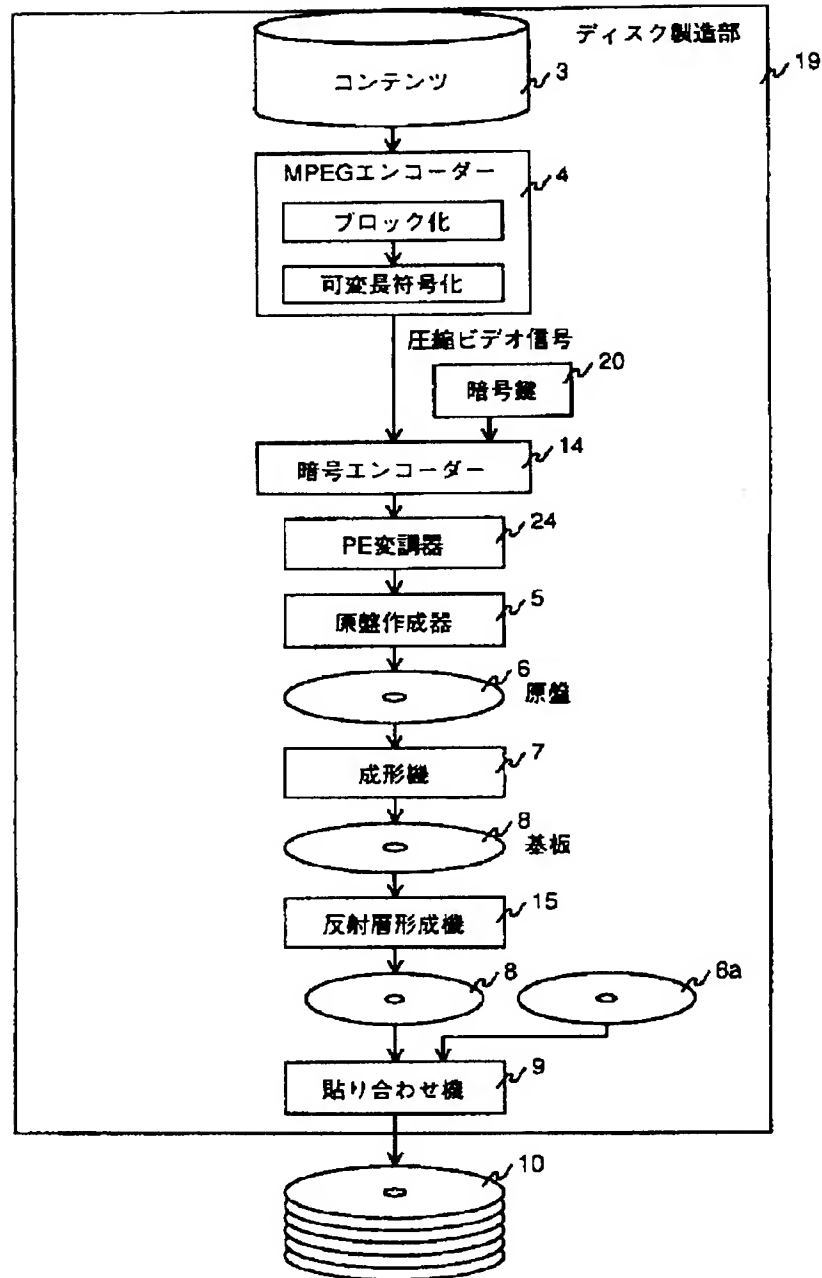 ディスク製造部
19
コンテンツ
3
MPEGエンコーダー
4
ブロック化
可変長符号化
圧縮ビデオ信号
20
暗号鍵
14
暗号エンコーダー
24
PE変調器
5
原盤作成器
6
原盤
7
成形機
8
基板
15
反射層形成機
8
8a
9
貼り合わせ機
10